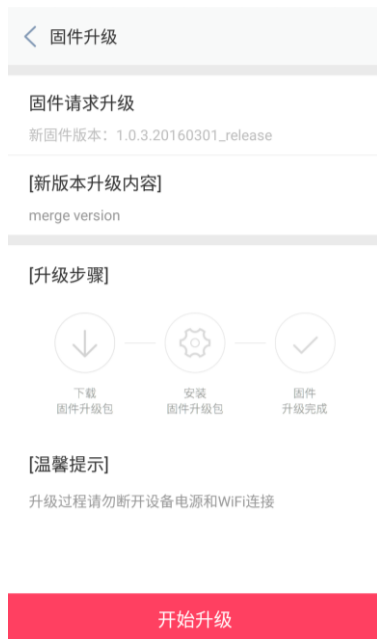 固件升级
固件请求升级
新固件版本：1.0.3.20160301_release
[新版本升级内容]
merge version
[升级步骤]
下载
固件升级包
安装
固件升级包
固件
升级完成
[温馨提示]
升级过程请勿断开设备电源和WiFi连接
开始升级